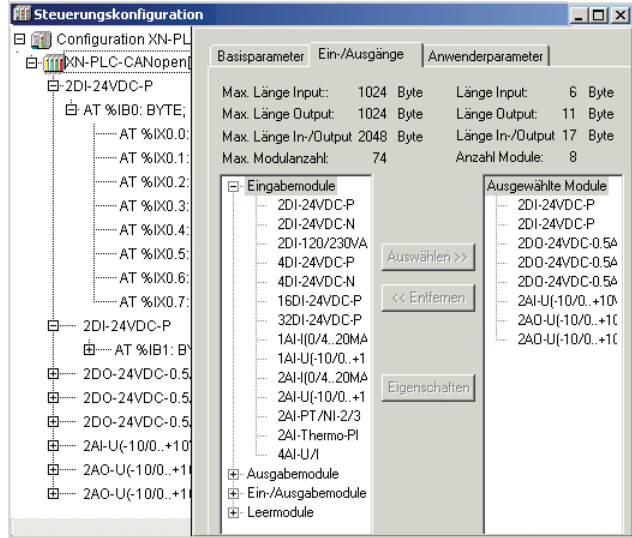 Steuerungskonfiguration
Configuration XN-PL
XN-PLC-CANopen[
2DI-24VDC-P
AT %IB0: BYTE;
AT %IX0.0:
AT %IX0.1:
AT %IX0.2:
AT %IX0.3:
AT %IX0.4:
AT %IX0.5:
AT %IX0.6:
AT %IX0.7:
2DI-24VDC-P
AT %IB1: BY
2DO-24VDC-0.5
2DO-24VDC-0.5
2DO-24VDC-0.5
2AI-U(-10/0..+10
2AO-U(-10/0..+1
2AO-U(-10/0..+1
Basisparameter Ein-/Ausgänge Anwenderparameter
Max. Länge Input:: 1024 Byte Länge Input: 6 Byte
Max. Länge Output: 1024 Byte Länge Output: 11 Byte
Max. Länge In-/Output 2048 Byte Länge In-/Output 17 Byte
Max. Modulanzahl: 74 Anzahl Module: 8
Eingabemodule
2DI-24VDC-P
2DI-24VDC-N
2DI-120/230VA
4DI-24VDC-P
4DI-24VDC-N
16DI-24VDC-P
32DI-24VDC-P
1AI-I(0/4..20MA
1AI-U(-10/0..+1
2AI-I(0/4..20MA
2AI-U(-10/0..+1
2AI-PT/NI-2/3
2AI-Thermo-PI
4AI-U/I
Ausgabemodule
Ein-/Ausgabemodule
Leermodule
Auswählen >>
<< Entfernen
Eigenschaften
Ausgewählte Module
2DI-24VDC-P
2DI-24VDC-P
2DO-24VDC-0.5A
2DO-24VDC-0.5A
2DO-24VDC-0.5A
2AI-U(-10/0..+10V
2AO-U(-10/0..+1(
2AO-U(-10/0..+1(